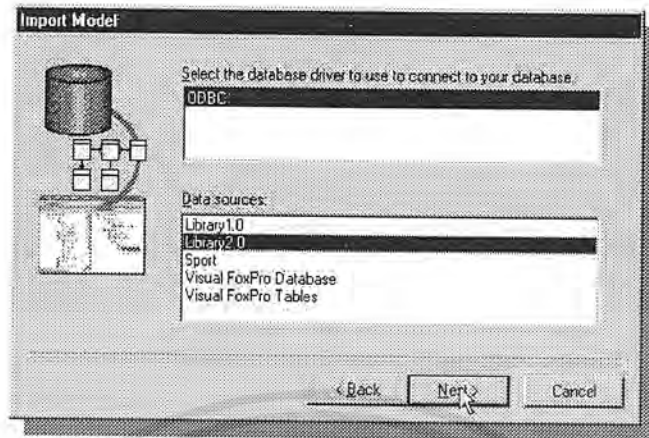 Import Model
Select the database driver to use to connect to your database.
ODBC
Data sources:
Library1.0
Library2.0
Sport
Visual FoxPro Database
Visual FoxPro Tables
< Back
Next >
Cancel